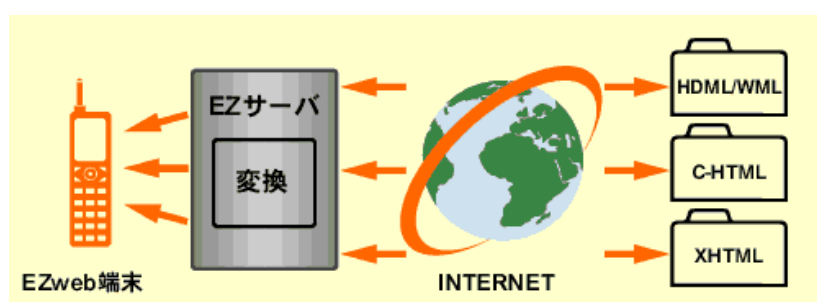 EZサーバ
変換
EZweb端末
INTERNET
HDML/WML
C-HTML
XHTML